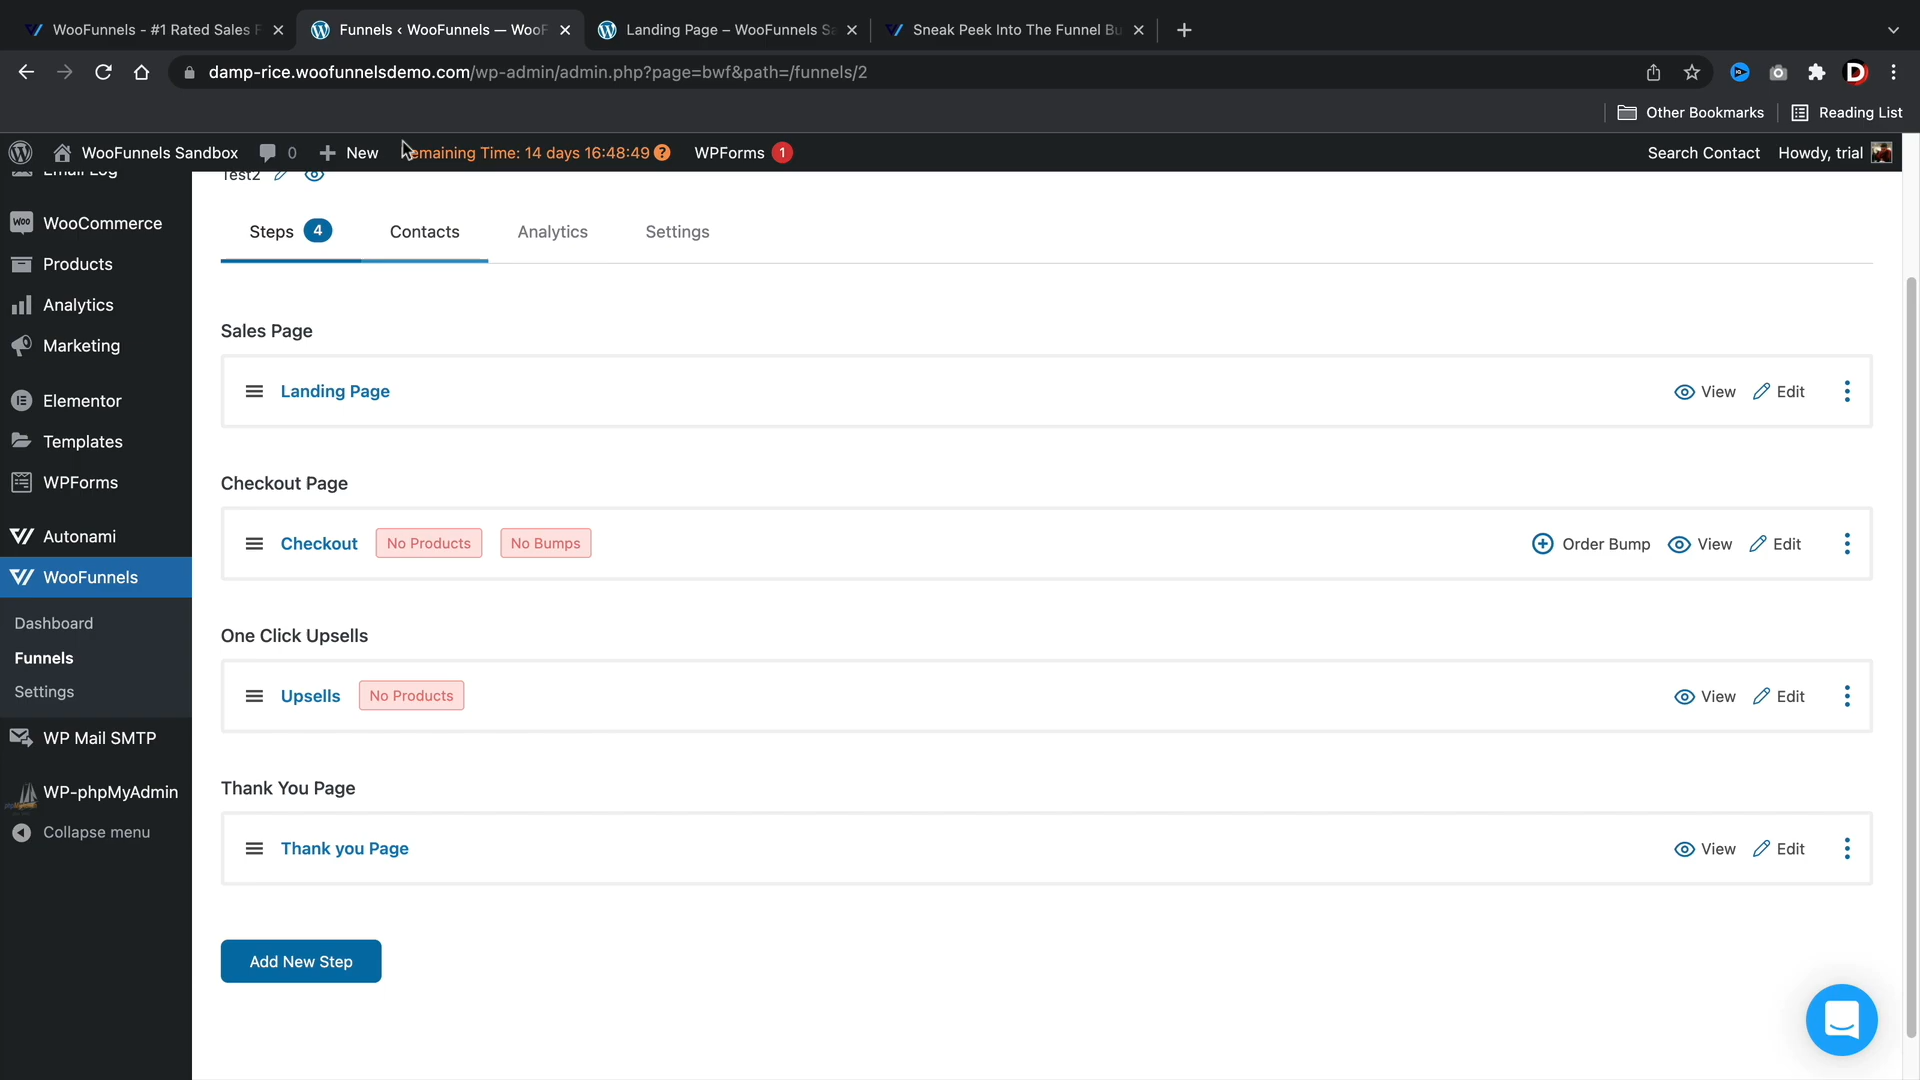 WooFunnels - #1 Rated Sales F
Funnels ‹ WooFunnels — WooF
Landing Page – WooFunnels Sa
Sneak Peek Into The Funnel Bu
damp-rice.woofunnelsdemo.com/wp-admin/admin.php?page=bwf&path=/funnels/2
Other Bookmarks
Reading List
WooFunnels Sandbox
0
New
emaining Time: 14 days 16:48:49 ?
WPForms 1
Search Contact
Howdy, trial
Email Log
WooCommerce
Products
Analytics
Marketing
Elementor
Templates
WPForms
Autonami
WooFunnels
Dashboard
Funnels
Settings
WP Mail SMTP
WP-phpMyAdmin
Collapse menu
Test2
Steps 4
Contacts
Analytics
Settings
Sales Page
Landing Page
View
Edit
Checkout Page
Checkout
No Products
No Bumps
Order Bump
View
Edit
One Click Upsells
Upsells
No Products
View
Edit
Thank You Page
Thank you Page
View
Edit
Add New Step